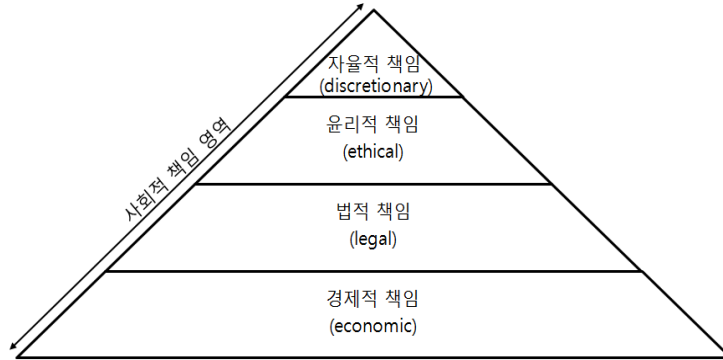 자율적 책임
(discretionary)
윤리적 책임
(ethical)
사회적 책임 영역
법적 책임
(legal)
경제적 책임
(economic)